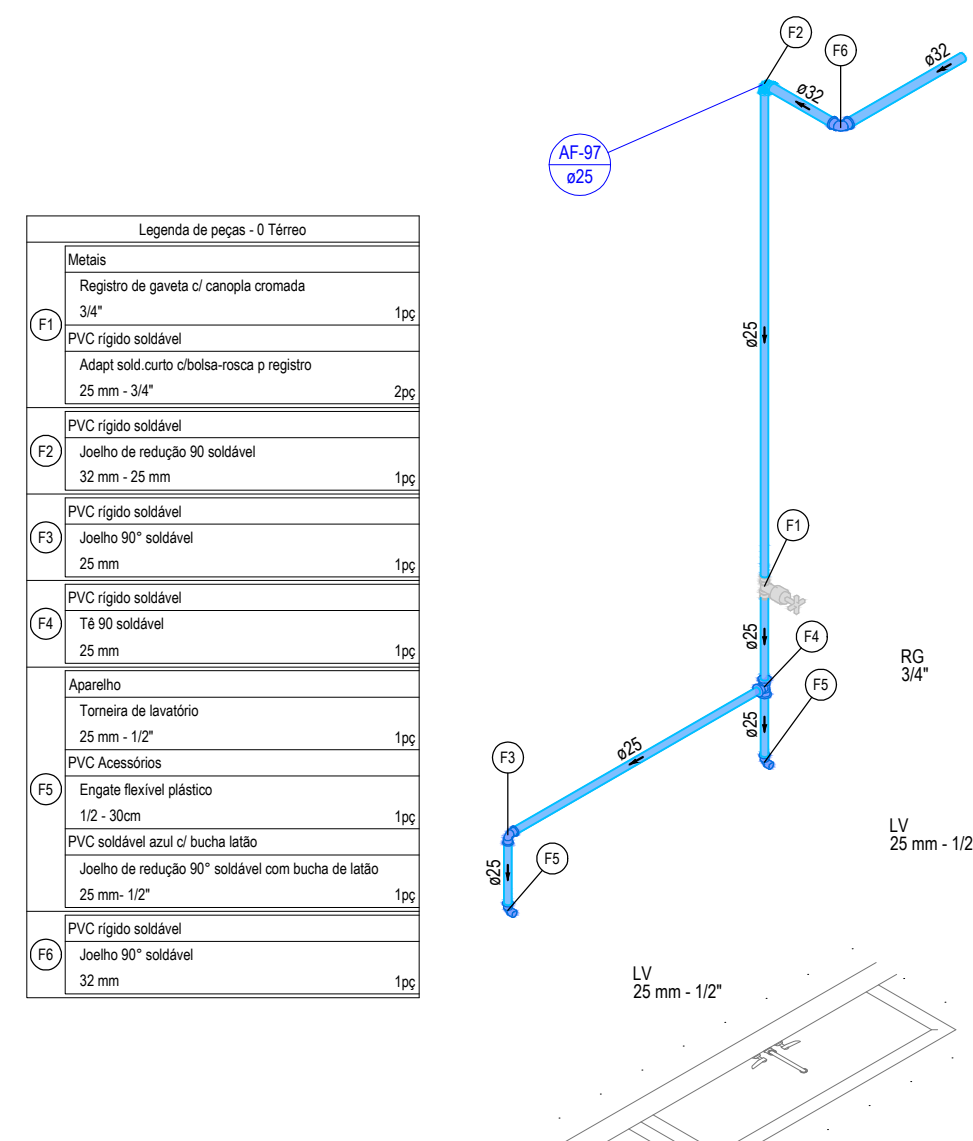 Legenda de peças - 0 Térreo
F1
Metais
Registro de gaveta c/ canopla cromada
3/4" 1pç
PVC rígido soldável
Adapt sold.curto c/bolsa-rosca p registro
25 mm - 3/4" 2pç
F2
PVC rígido soldável
Joelho de redução 90 soldável
32 mm - 25 mm 1pç
F3
PVC rígido soldável
Joelho 90° soldável
25 mm 1pç
F4
PVC rígido soldável
Tê 90 soldável
25 mm 1pç
F5
Aparelho
Torneira de lavatório
25 mm - 1/2" 1pç
PVC Acessórios
Engate flexível plástico
1/2 - 30cm 1pç
PVC soldável azul c/ bucha latão
Joelho de redução 90° soldável com bucha de latão
25 mm- 1/2" 1pç
F6
PVC rígido soldável
Joelho 90° soldável
32 mm 1pç
F2
F6
ø32
ø32
AF-97
ø25
ø25
F1
ø25
F4
RG
3/4"
F5
ø25
ø25
F3
LV
25 mm - 1/2
F5
ø25
LV
25 mm - 1/2"